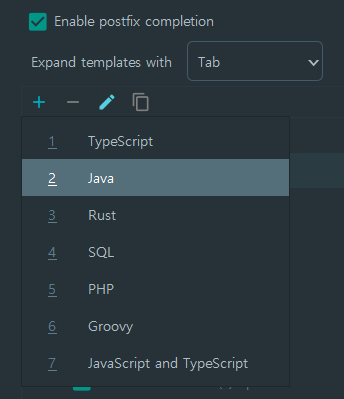 Enable postfix completion
Expand templates with Tab
1 TypeScript
2 Java
3 Rust
4 SQL
5 PHP
6 Groovy
7 JavaScript and TypeScript